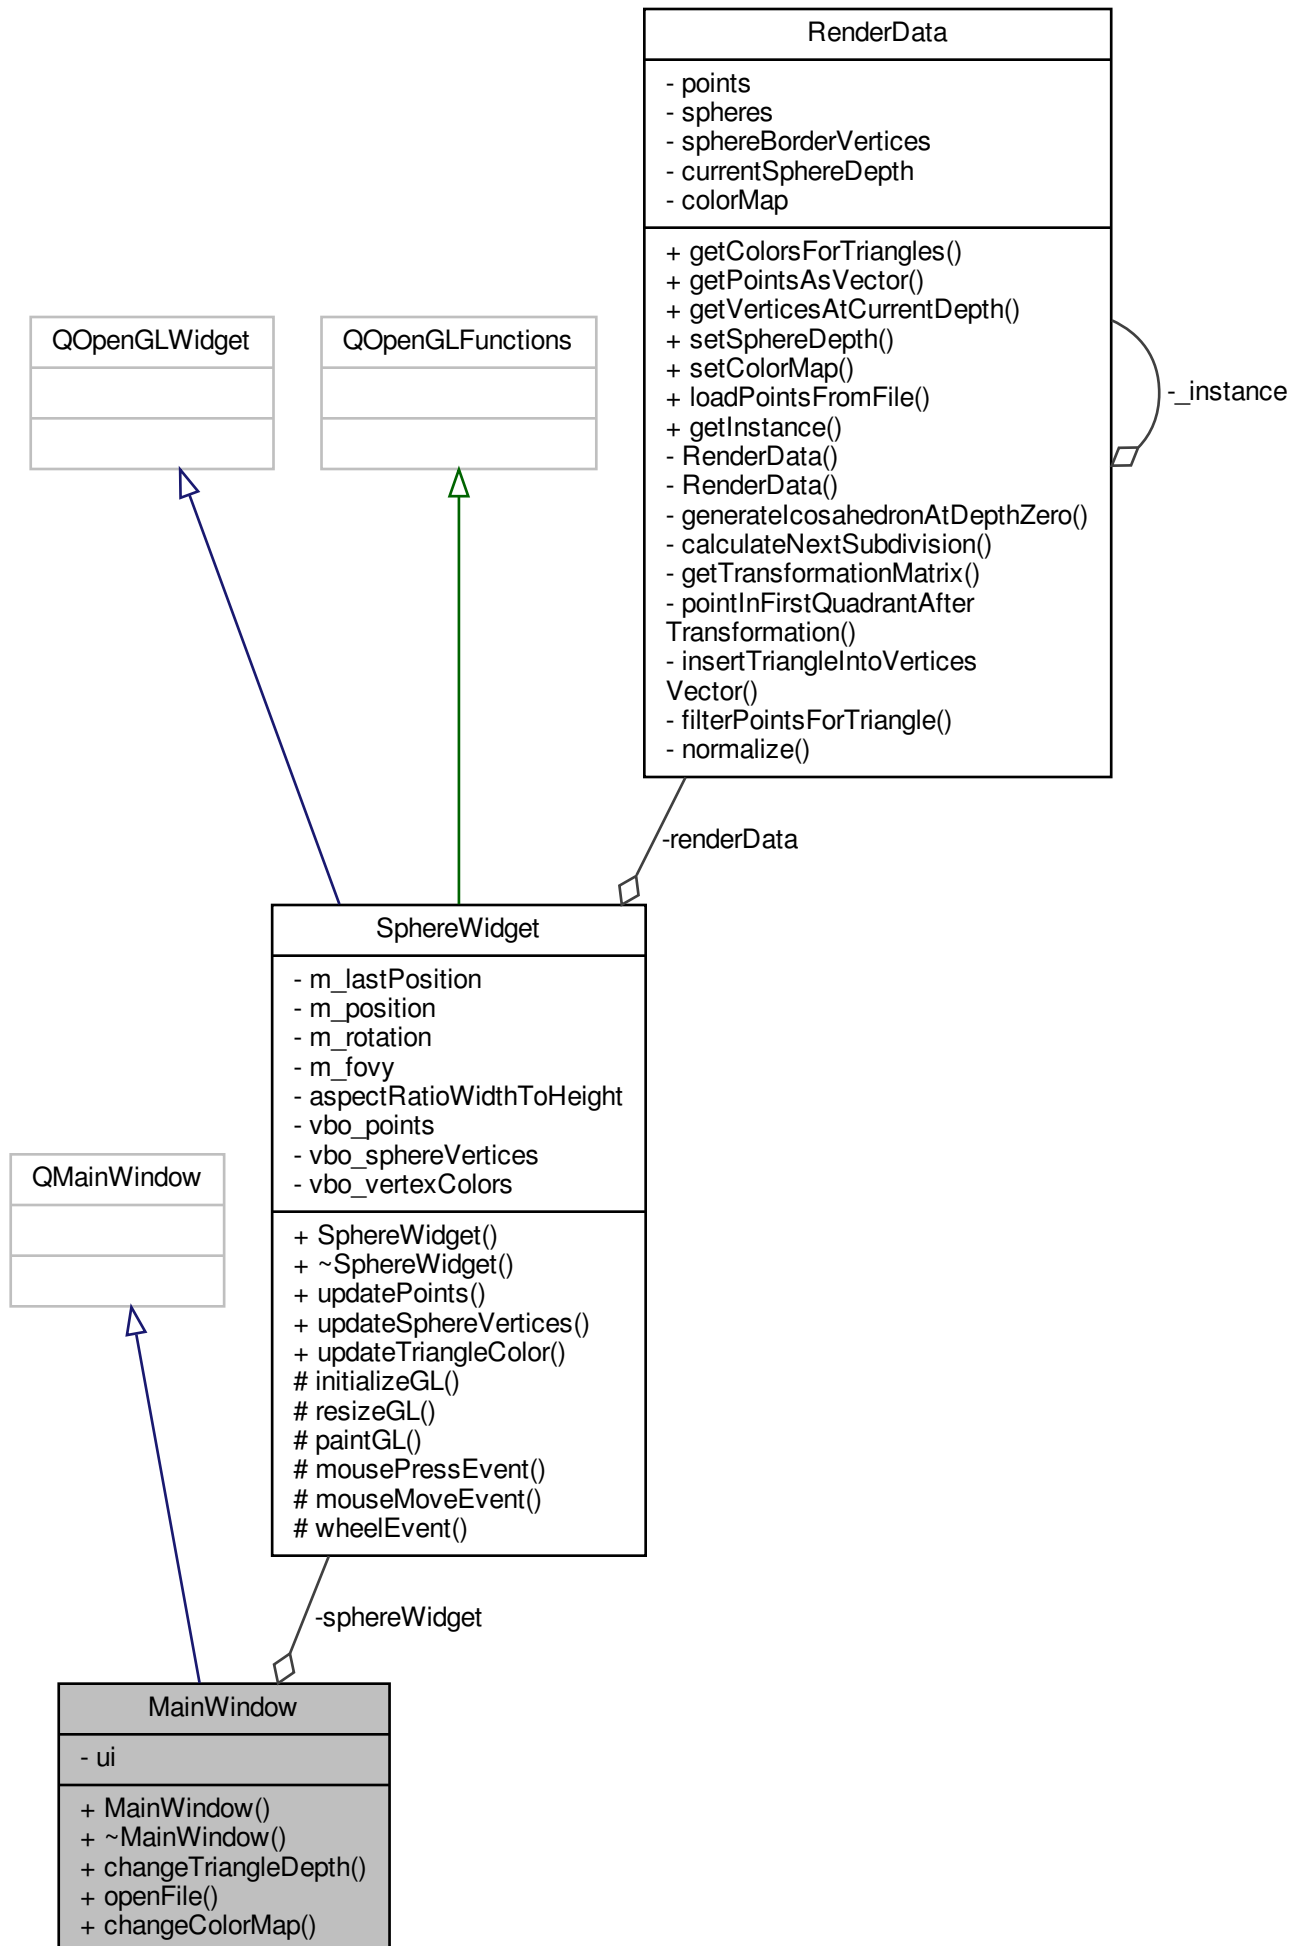 RenderData
- points
- spheres
- sphereBorderVertices
- currentSphereDepth
- colorMap
+ getColorsForTriangles()
+ getPointsAsVector()
+ getVerticesAtCurrentDepth()
+ setSphereDepth()
+ setColorMap()
+ loadPointsFromFile()
+ getInstance()
- RenderData()
- RenderData()
- generateIcosahedronAtDepthZero()
- calculateNextSubdivision()
- getTransformationMatrix()
- pointInFirstQuadrantAfter
Transformation()
- insertTriangleIntoVertices
Vector()
- filterPointsForTriangle()
- normalize()
-_instance
QOpenGLWidget
QOpenGLFunctions
-renderData
SphereWidget
- m_lastPosition
- m_position
- m_rotation
- m_fovy
- aspectRatioWidthToHeight
- vbo_points
- vbo_sphereVertices
- vbo_vertexColors
+ SphereWidget()
+ ~SphereWidget()
+ updatePoints()
+ updateSphereVertices()
+ updateTriangleColor()
# initializeGL()
# resizeGL()
# paintGL()
# mousePressEvent()
# mouseMoveEvent()
# wheelEvent()
QMainWindow
-sphereWidget
MainWindow
- ui
+ MainWindow()
+ ~MainWindow()
+ changeTriangleDepth()
+ openFile()
+ changeColorMap()